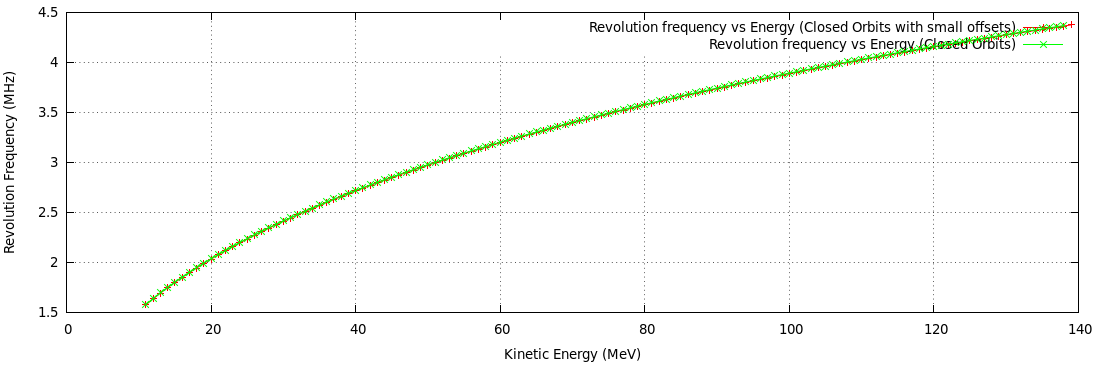 4.5
Revolution frequency vs Energy (Closed Orbits with small offsets)
Revolution frequency vs Energy (Closed Orbits)
4
3.5
3
2.5
2
1.5
Revolution Frequency (MHz)
0 20 40 60 80 100 120 140
Kinetic Energy (MeV)